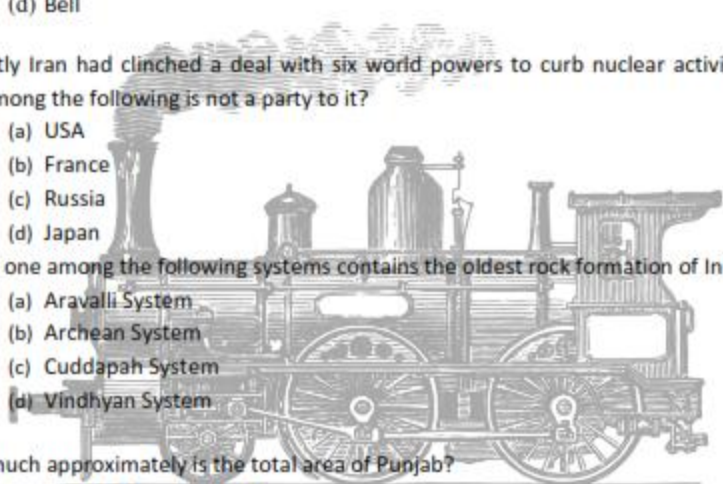 (d) Bell
tly Iran had clinched a deal with six world powers to curb nuclear activi
mong the following is not a party to it?
(a) USA
(b) France
(c) Russia
(d) Japan
one among the following systems contains the oldest rock formation of In
(a) Aravalli System
(b) Archean System
(c) Cuddapah System
(d) Vindhyan System
much approximately is the total area of Punjab?